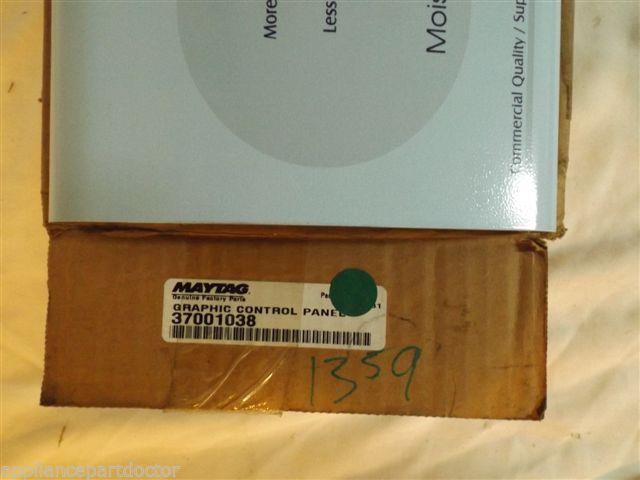 More
Less
Mois
Commercial Quality / Sup
MAYTAG
Genuine Factory Parts
GRAPHIC CONTROL PANEL
37001038
1359
appliancepartdoctor